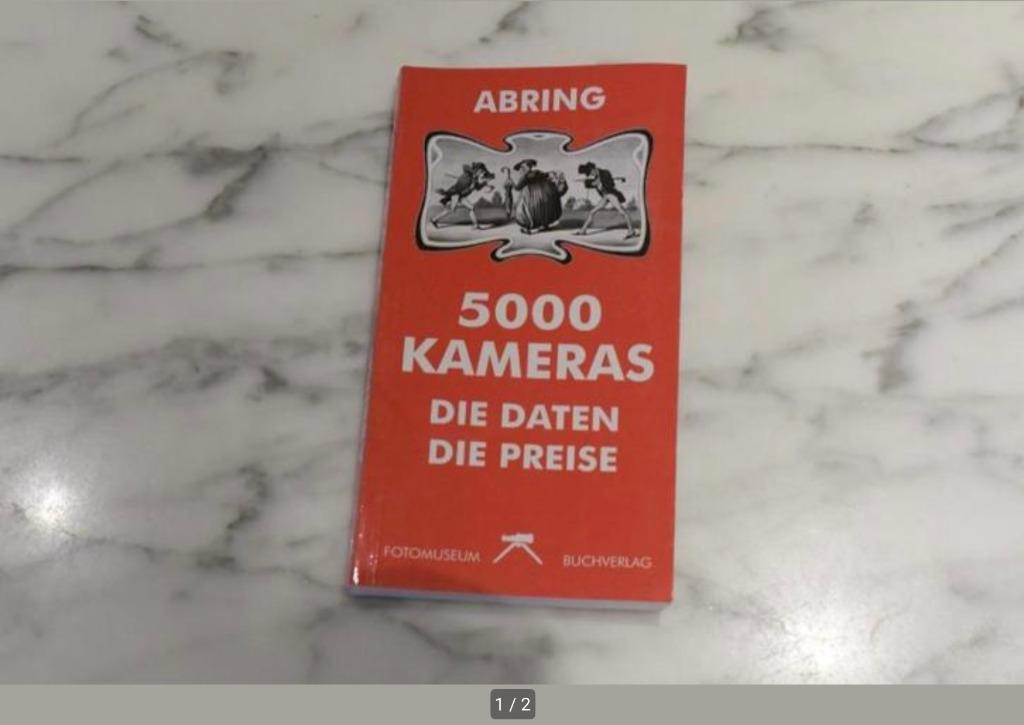 ABRING
5000
KAMERAS
DIE DATEN
DIE PREISE
FOTOMUSEUM BUCHVERLAG
1 / 2